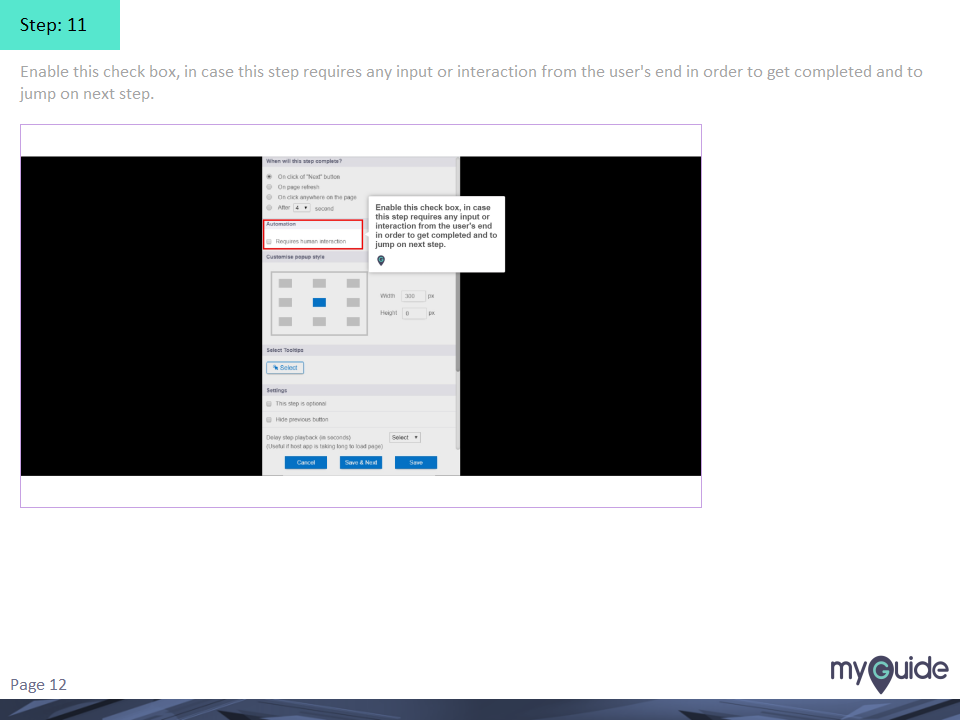 Step: 11
Enable this check box, in case this step requires any input or interaction from the user's end in order to get completed and to
jump on next step.
When will this step complete?
On click of "Next" button
On page refresh
On click anywhere on the page
After 4 second
Enable this check box, in case
this step requires any input or
interaction from the user's end
in order to get completed and to
jump on next step.
Automation
Requires human interaction
Customise popup style
Width 300 px
Height 0 px
Select Tooltips
Select
Settings
This step is optional
Hide previous button
Delay step playback (in seconds) Select
(Useful if host app is taking long to load page)
Cancel Save & Next Save
myGuide
Page 12